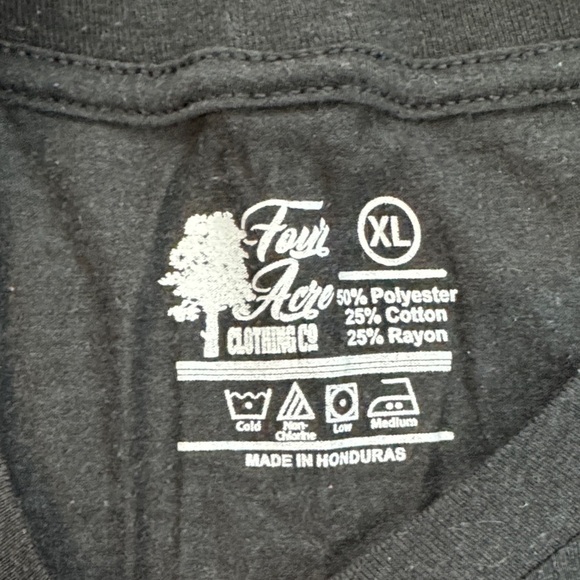 Four
Acre
CLOTHING CO
XL
50% Polyester
25% Cotton
25% Rayon
Cold
Non-
Chlorine
Low
Medium
MADE IN HONDURAS